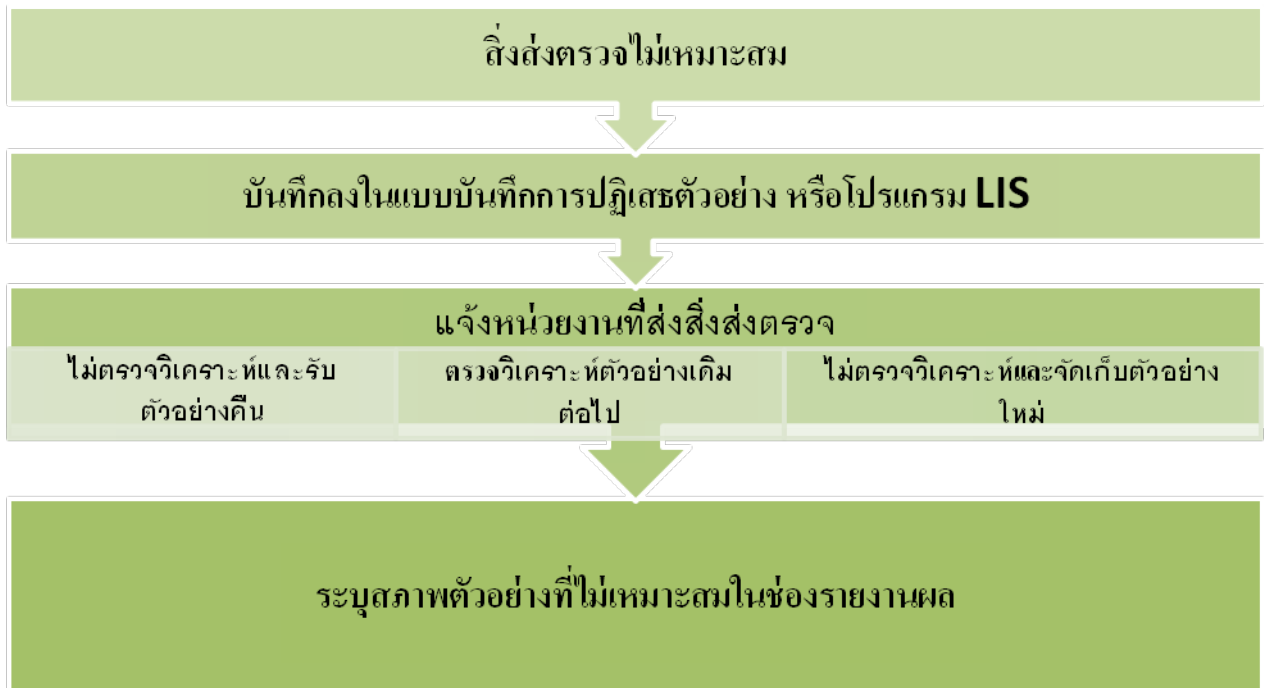 สิ่งส่งตรวจไม่เหมาะสม
บันทึกลงในแบบบันทึกการปฏิเสธตัวอย่าง หรือโปรแกรม LIS
แจ้งหน่วยงานที่ส่งสิ่งส่งตรวจ
ไม่ตรวจวิเคราะห์และรับ
ตัวอย่างคืน
ตรวจวิเคราะห์ตัวอย่างเดิม
ต่อไป
ไม่ตรวจวิเคราะห์และจัดเก็บตัวอย่าง
ใหม่
ระบุสภาพตัวอย่างที่ไม่เหมาะสมในช่องรายงานผล